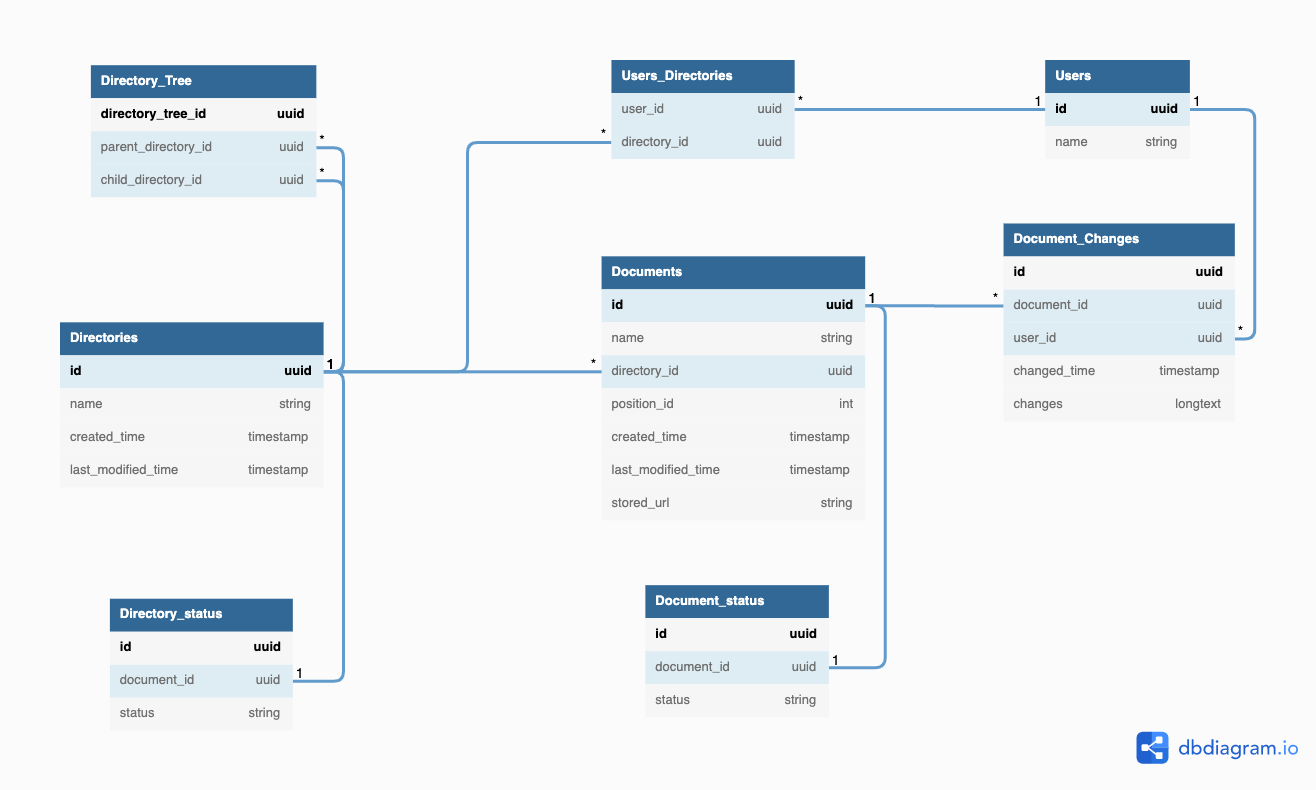 Directory_Tree
directory_tree_id uuid
parent_directory_id uuid *
child_directory_id uuid *
Users_Directories
user_id uuid *
* directory_id uuid
Users
1 id uuid 1
name string
Document_Changes
id uuid
* document_id uuid
user_id uuid *
changed_time timestamp
changes longtext
Documents
id uuid 1
name string
* directory_id uuid
position_id int
created_time timestamp
last_modified_time timestamp
stored_url string
Directories
id uuid 1
name string
created_time timestamp
last_modified_time timestamp
Directory_status
id uuid
document_id uuid 1
status string
Document_status
id uuid
document_id uuid 1
status string
dbdiagram.io